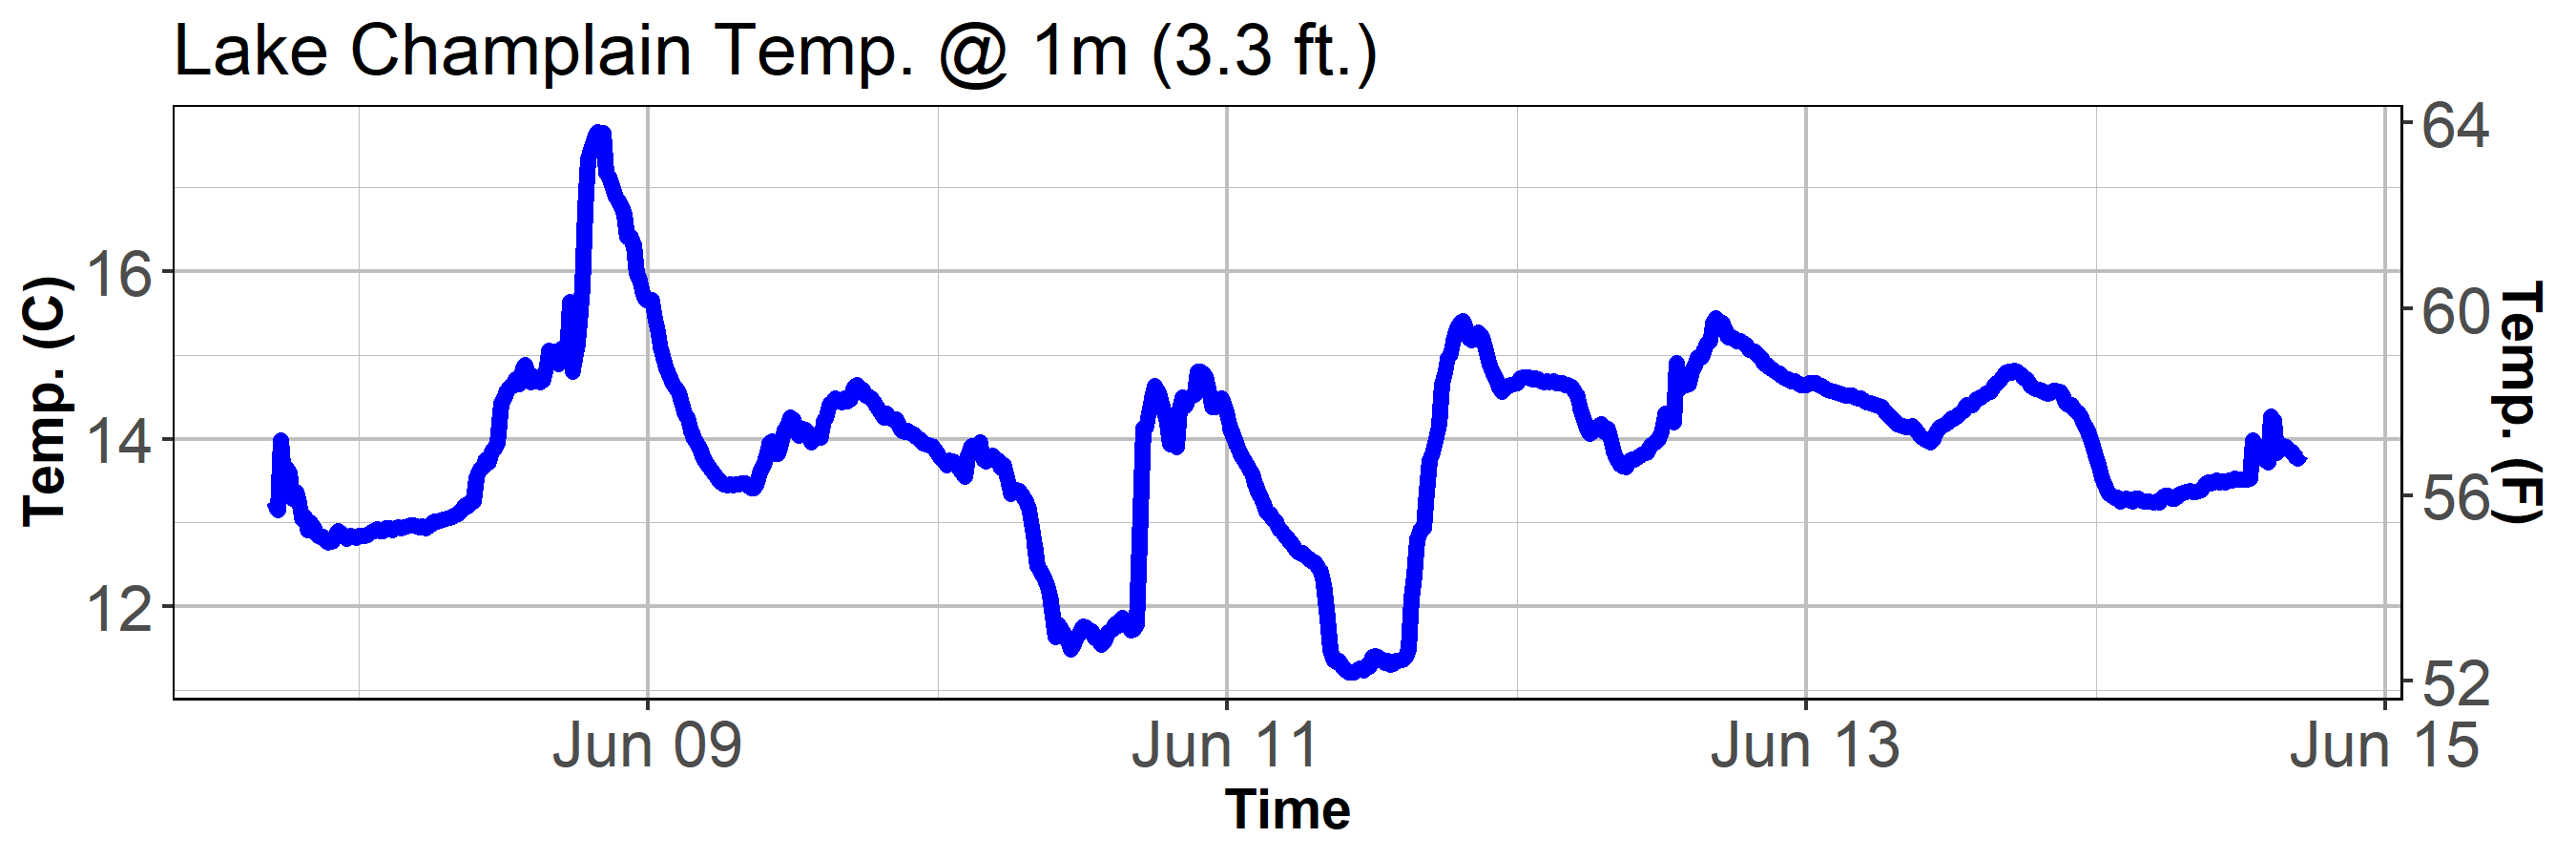 Lake Champlain Temp. @ 1m (3.3 ft.)
Temp. (C)
16
14
12
64
60
56
52
Temp. (F)
Jun 09 Jun 11 Jun 13 Jun 15
Time